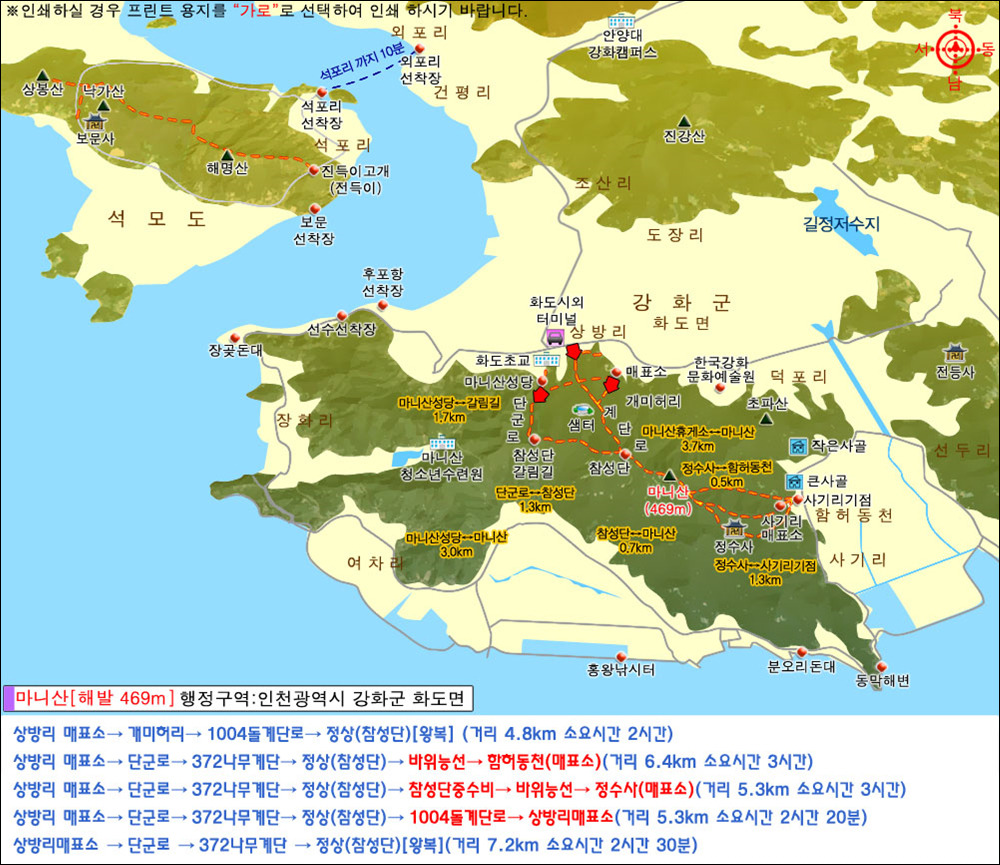 ※인쇄하실 경우 프린트 용지를 "가로"로 선택하여 인쇄 하시기 바랍니다.
북
서
동
남
외포리
석포리 까지 10분
외포리
선착장
건평리
안양대
강화캠퍼스
상봉산
낙가산
보문사
석포리
선착장
석포리
해명산
진득이고개
(전득이)
보문
선착장
석모도
진강산
조산리
도장리
길정저수지
후포항
선착장
선수선착장
장곶돈대
화도시외
터미널
강화군
화도면
상방리
화도초교
마니산성당
매표소
개미허리
한국강화
문화예술원
덕포리
초파산
전등사
마니산성당↔갈림길
1.7km
단
군
로
샘터
계
단
로
마니산휴게소↔마니산
3.7km
작은사골
선두리
장화리
마니산
청소년수련원
참성단
갈림길
참성단
정수사↔함허동천
0.5km
큰사골
사기리기점
마니산
(469m)
단군로↔참성단
1.3km
사기리
매표소
함허동천
정수사
마니산성당↔마니산
3.0km
참성단↔마니산
0.7km
정수사↔사기리기점
1.3km
사기리
여차리
홍왕낚시터
분오리돈대
동막해변
마니산[해발 469m] 행정구역:인천광역시 강화군 화도면
상방리 매표소→ 개미허리→ 1004돌계단로→ 정상(참성단)[왕복] (거리 4.8km 소요시간 2시간)
상방리 매표소→ 단군로→ 372나무계단→ 정상(참성단)→ 바위능선→ 함허동천(매표소)(거리 6.4km 소요시간 3시간)
상방리 매표소→ 단군로→ 372나무계단→ 정상(참성단)→ 참성단중수비→ 바위능선→ 정수사(매표소)(거리 5.3km 소요시간 3시간)
상방리 매표소→ 단군로→ 372나무계단→ 정상(참성단)→ 1004돌계단로→ 상방리매표소(거리 5.3km 소요시간 2시간 20분)
상방리매표소 → 단군로 → 372나무계단 → 정상(참성단)[왕복](거리 7.2km 소요시간 2시간 30분)